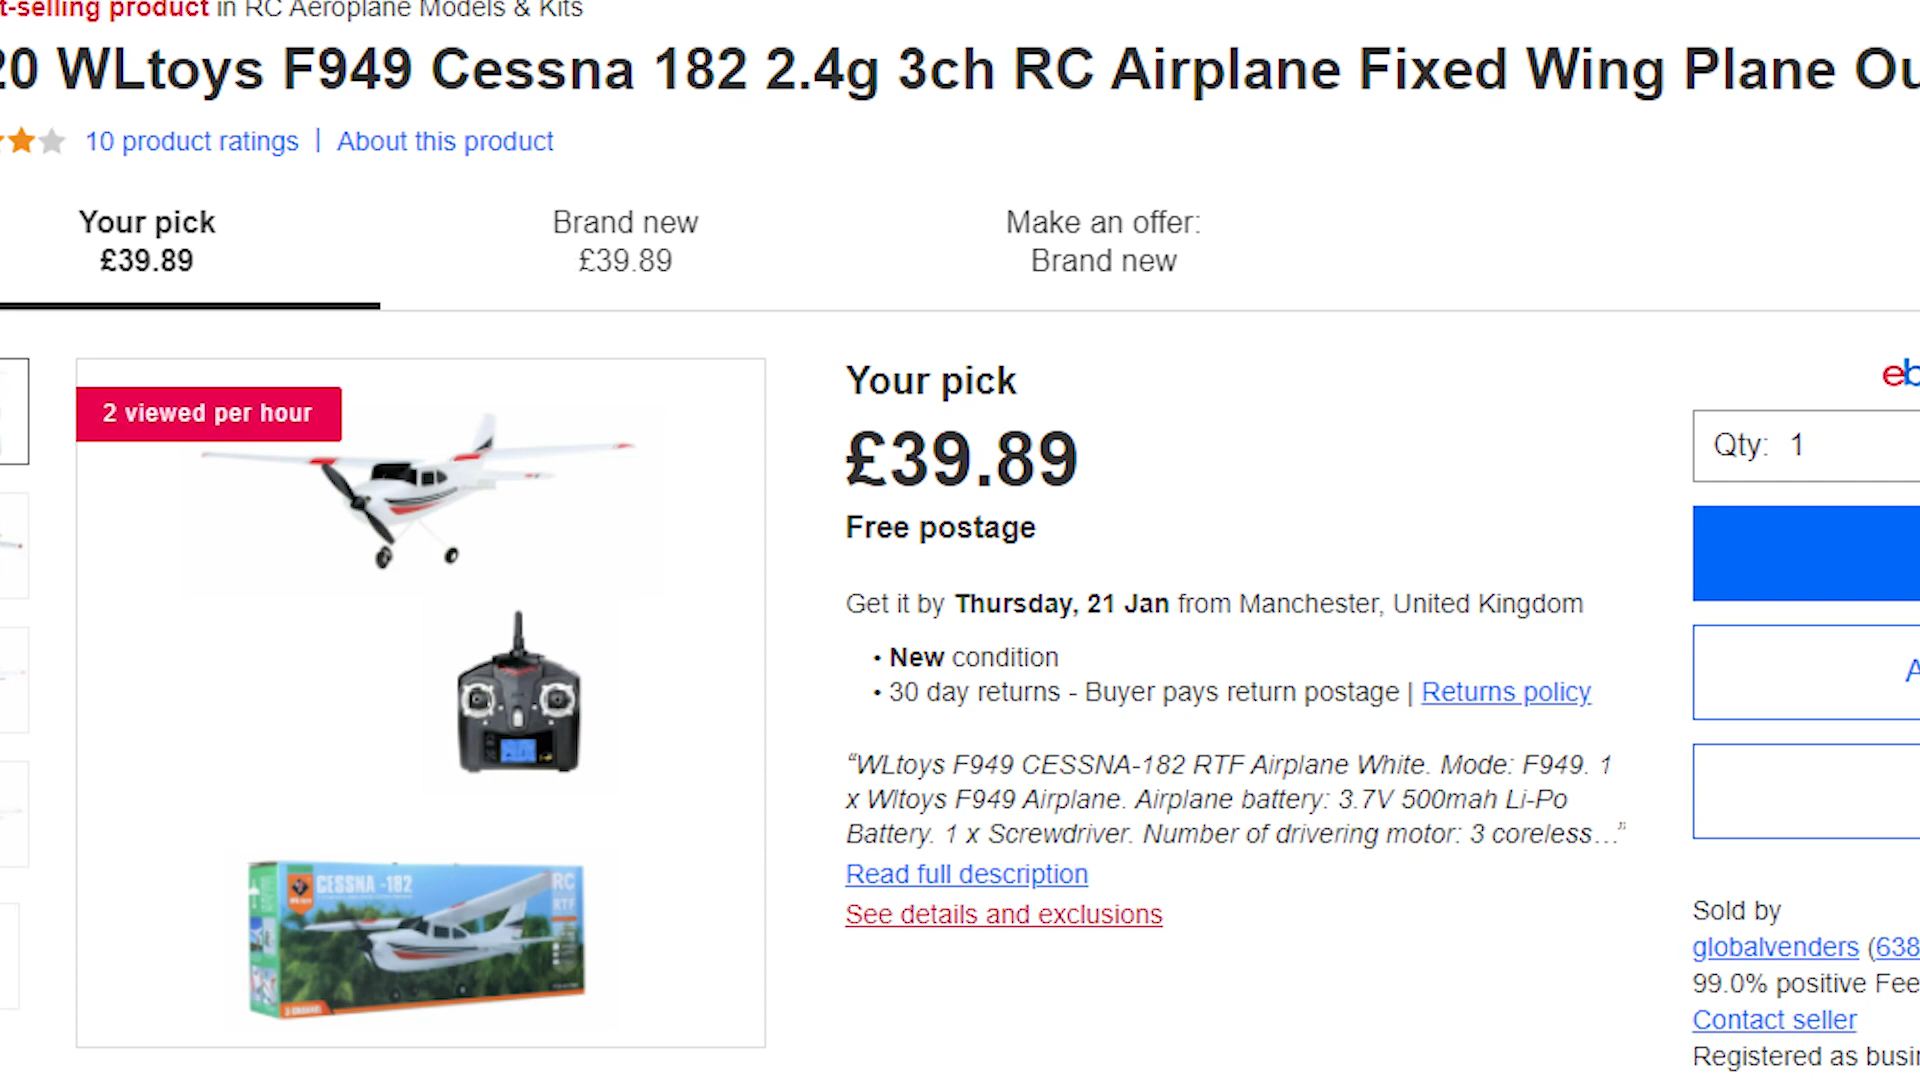 t-selling product in RC Aeroplane Models & Kits
20 WLtoys F949 Cessna 182 2.4g 3ch RC Airplane Fixed Wing Plane Ou
10 product ratings | About this product
Your pick
£39.89
Brand new
£39.89
Make an offer:
Brand new
2 viewed per hour
CESSNA -182
RC
RTF
Your pick
£39.89
Free postage
Get it by Thursday, 21 Jan from Manchester, United Kingdom
• New condition
• 30 day returns - Buyer pays return postage | Returns policy
“WLtoys F949 CESSNA-182 RTF Airplane White. Mode: F949. 1
x Wltoys F949 Airplane. Airplane battery: 3.7V 500mah Li-Po
Battery. 1 x Screwdriver. Number of drivering motor: 3 coreless…”
Read full description
See details and exclusions
eb
Qty: 1
A
Sold by
globalvenders (638
99.0% positive Fee
Contact seller
Registered as busin